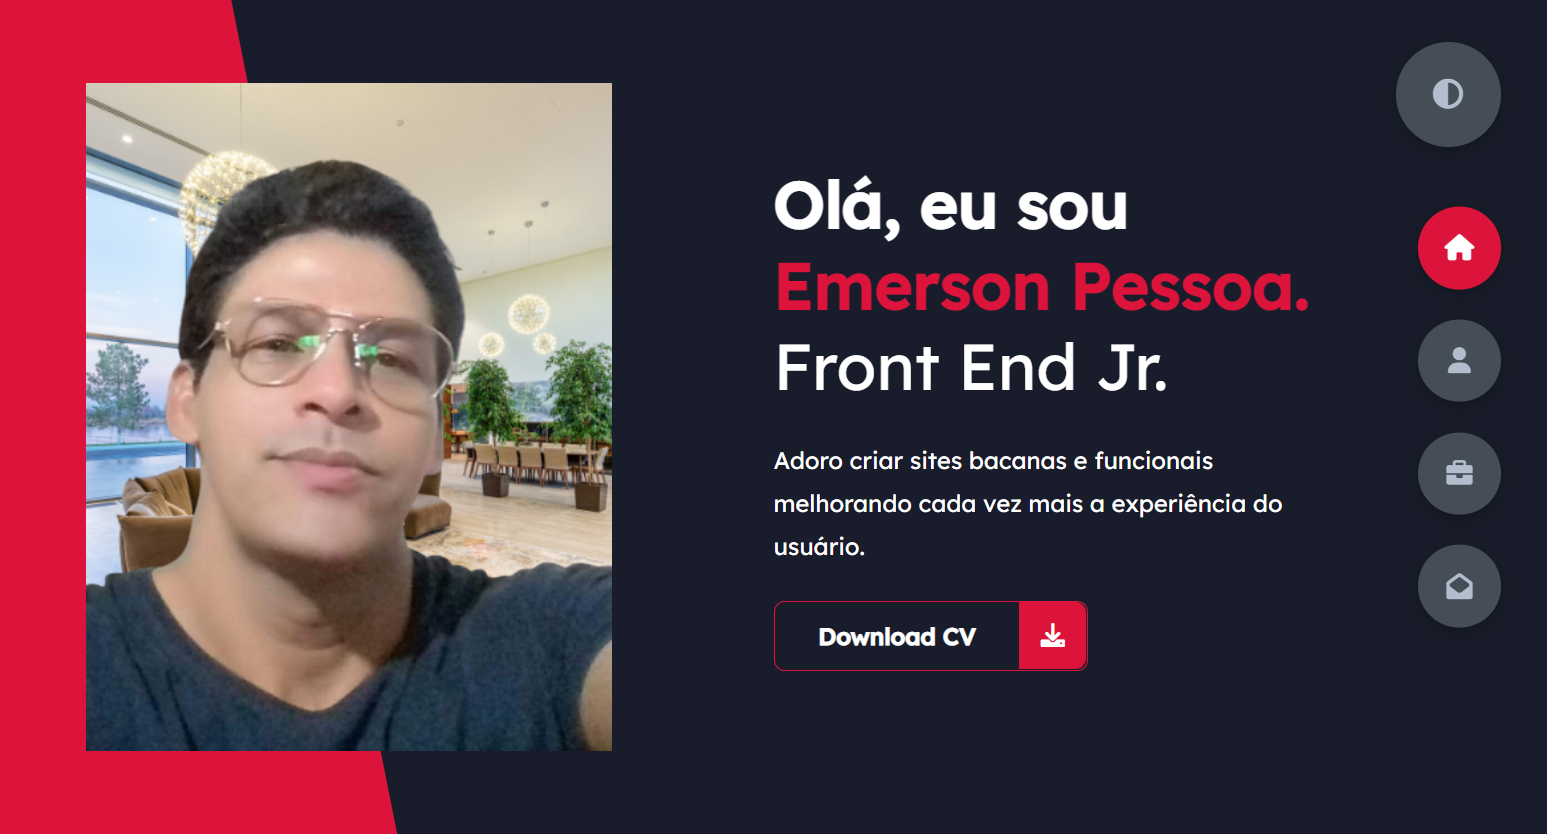 Olá, eu sou
Emerson Pessoa.
Front End Jr.
Adoro criar sites bacanas e funcionais
melhorando cada vez mais a experiência do
usuário.
Download CV